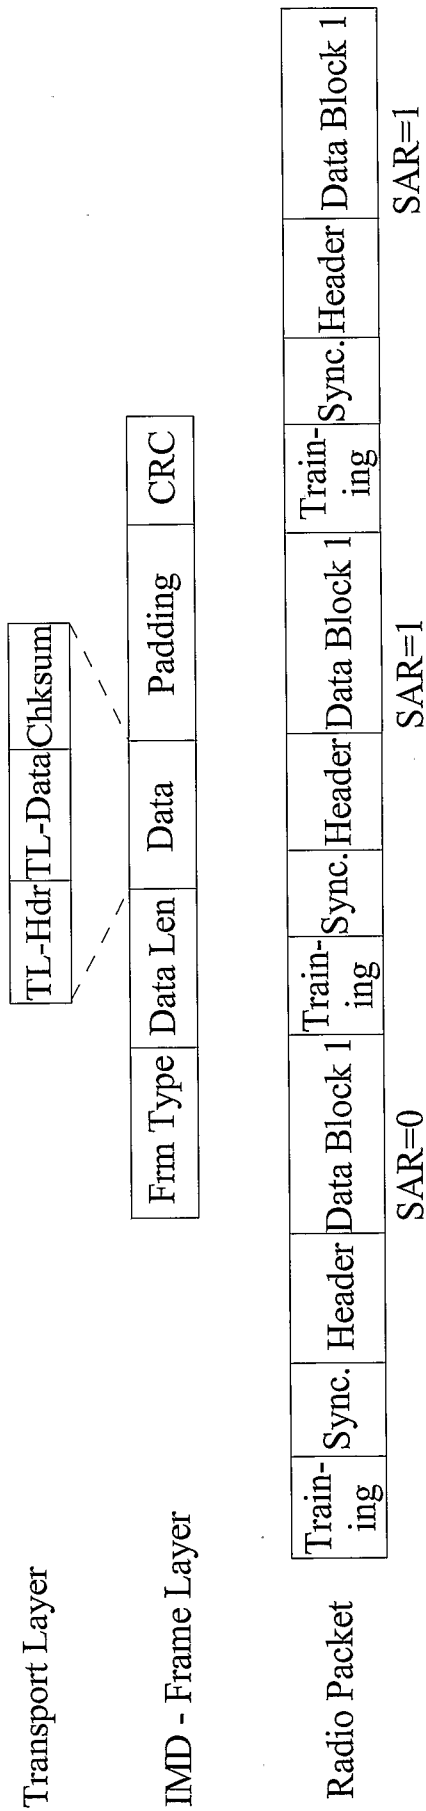 Transport Layer
TL-Hdr TL-Data Chksum
IMD - Frame Layer
Frm Type Data Len Data Padding CRC
Radio Packet
Train-
ing
Sync. Header Data Block 1
Train-
ing
Sync. Header Data Block 1
Train-
ing
Sync. Header Data Block 1
SAR=0 SAR=1 SAR=1